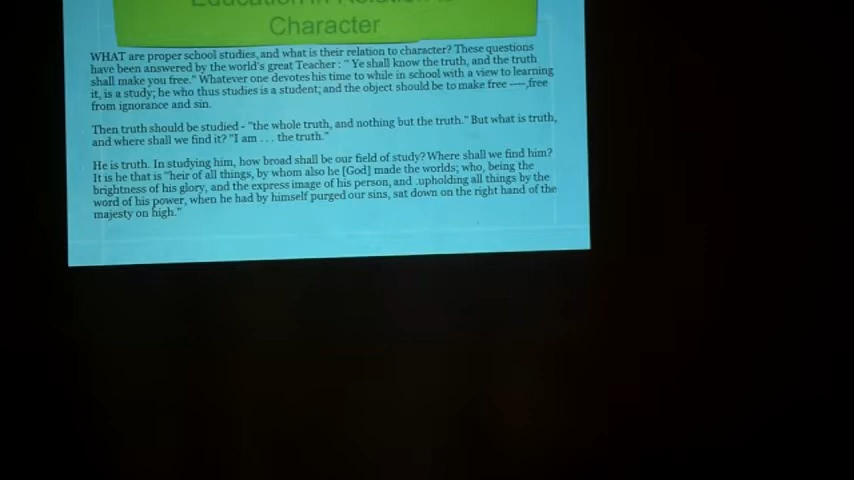 Education in Relation to
Character
WHAT are proper school studies, and what is their relation to character? These questions
have been answered by the world's great Teacher : " Ye shall know the truth, and the truth
shall make you free." Whatever one devotes his time to while in school with a view to learning
it, is a study; he who thus studies is a student; and the object should be to make free ----,free
from ignorance and sin.
Then truth should be studied - "the whole truth, and nothing but the truth." But what is truth,
and where shall we find it? "I am . . . the truth."
He is truth. In studying him, how broad shall be our field of study? Where shall we find him?
It is he that is "heir of all things, by whom also he [God] made the worlds; who, being the
brightness of his glory, and the express image of his person, and .upholding all things by the
word of his power, when he had by himself purged our sins, sat down on the right hand of the
majesty on high."